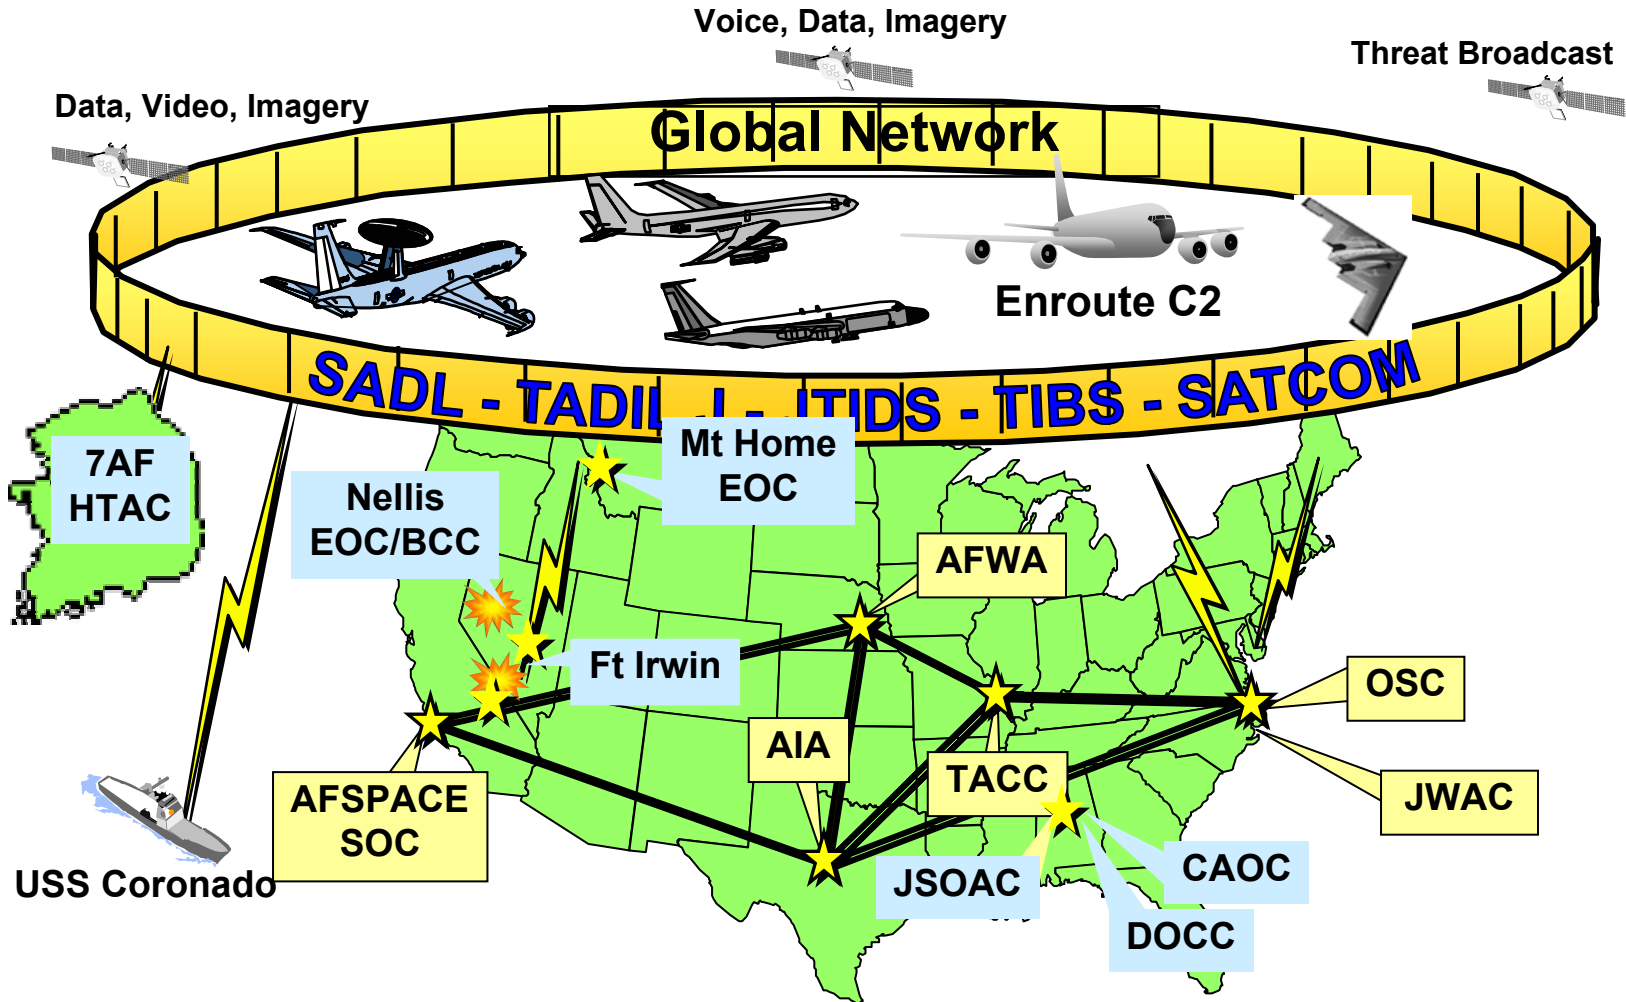 Voice, Data, Imagery
Threat Broadcast
Data, Video, Imagery
Global Network
Enroute C2
SADL - TADIL J - JTIDS - TIBS - SATCOM
7AF
HTAC
Mt Home
EOC
Nellis
EOC/BCC
AFWA
Ft Irwin
OSC
AIA
TACC
AFSPACE
SOC
JWAC
USS Coronado
JSOAC
CAOC
DOCC